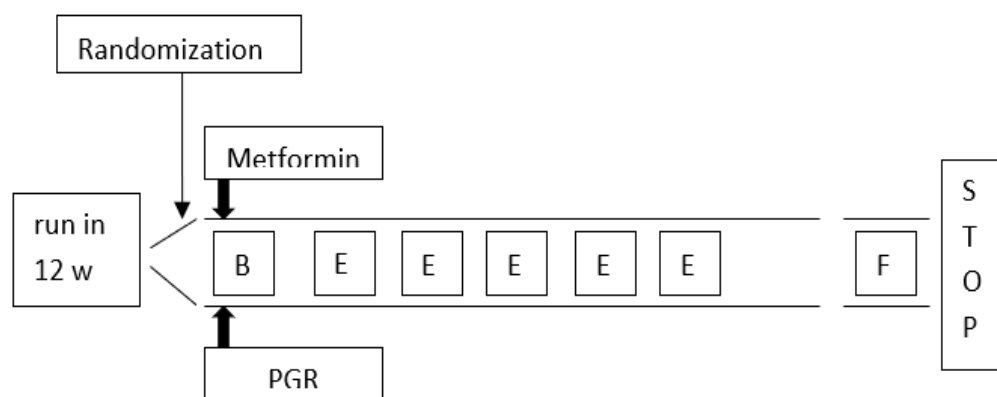 Randomization
Metformin
run in
12 w
B E E E E E F
PGR
S
T
O
P